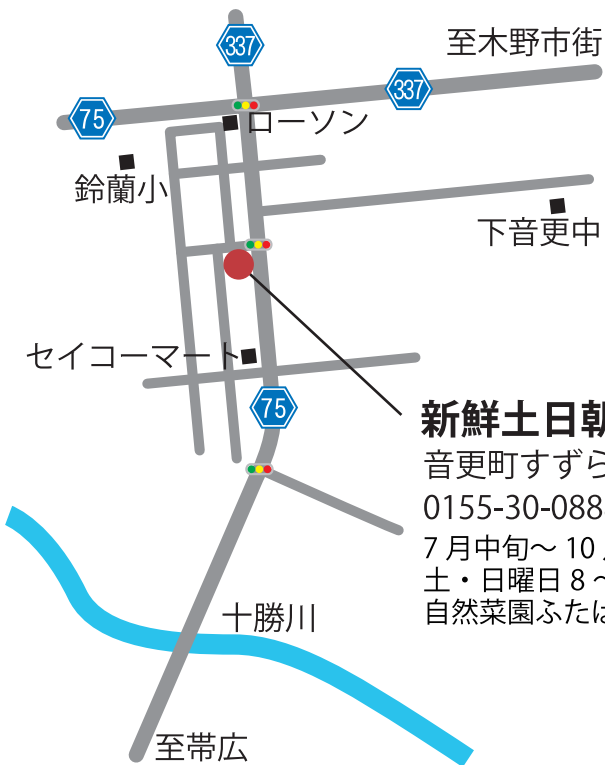 337
至木野市街
337
75
ローソン
鈴蘭小
下音更中
セイコーマート
75
新鮮土日朝
音更町すずら
0155-30-088
7月中旬～10
土・日曜日8～
自然菜園ふたば
十勝川
至帯広